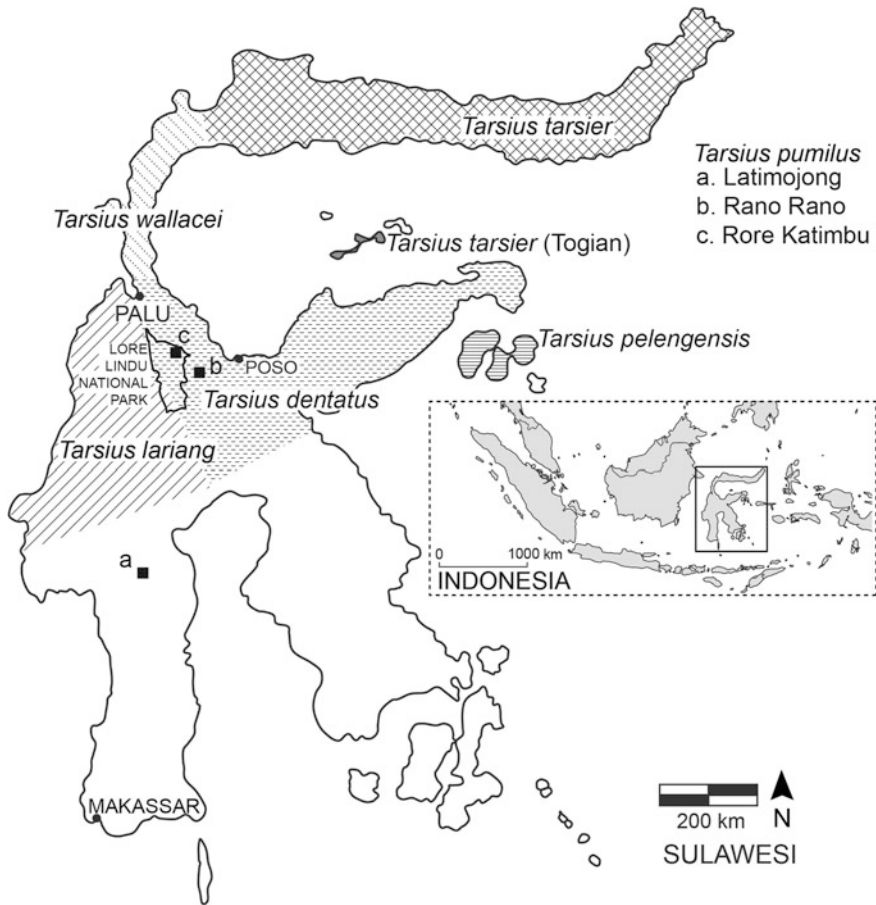 Tarsius tarsier
Tarsius pumilus
a. Latimojong
b. Rano Rano
c. Rore Katimbu
Tarsius wallacei
Tarsius tarsier (Togian)
PALU
Tarsius pelengensis
c
LORE
LINDU
NATIONAL
PARK
b
POSO
Tarsius dentatus
Tarsius lariang
a
0 1000 km
INDONESIA
MAKASSAR
200 km
N
SULAWESI